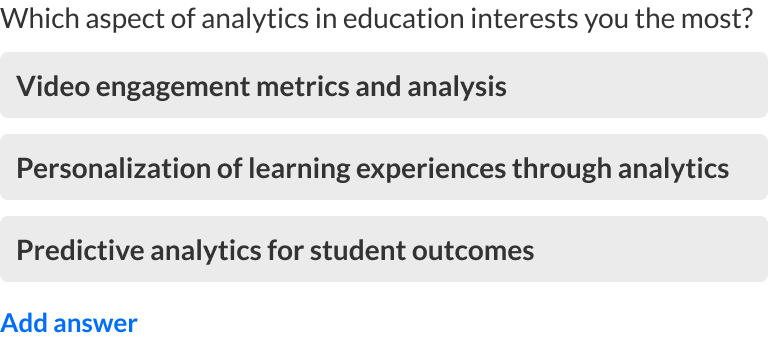 Which aspect of analytics in education interests you the most?
Video engagement metrics and analysis
Personalization of learning experiences through analytics
Predictive analytics for student outcomes
Add answer